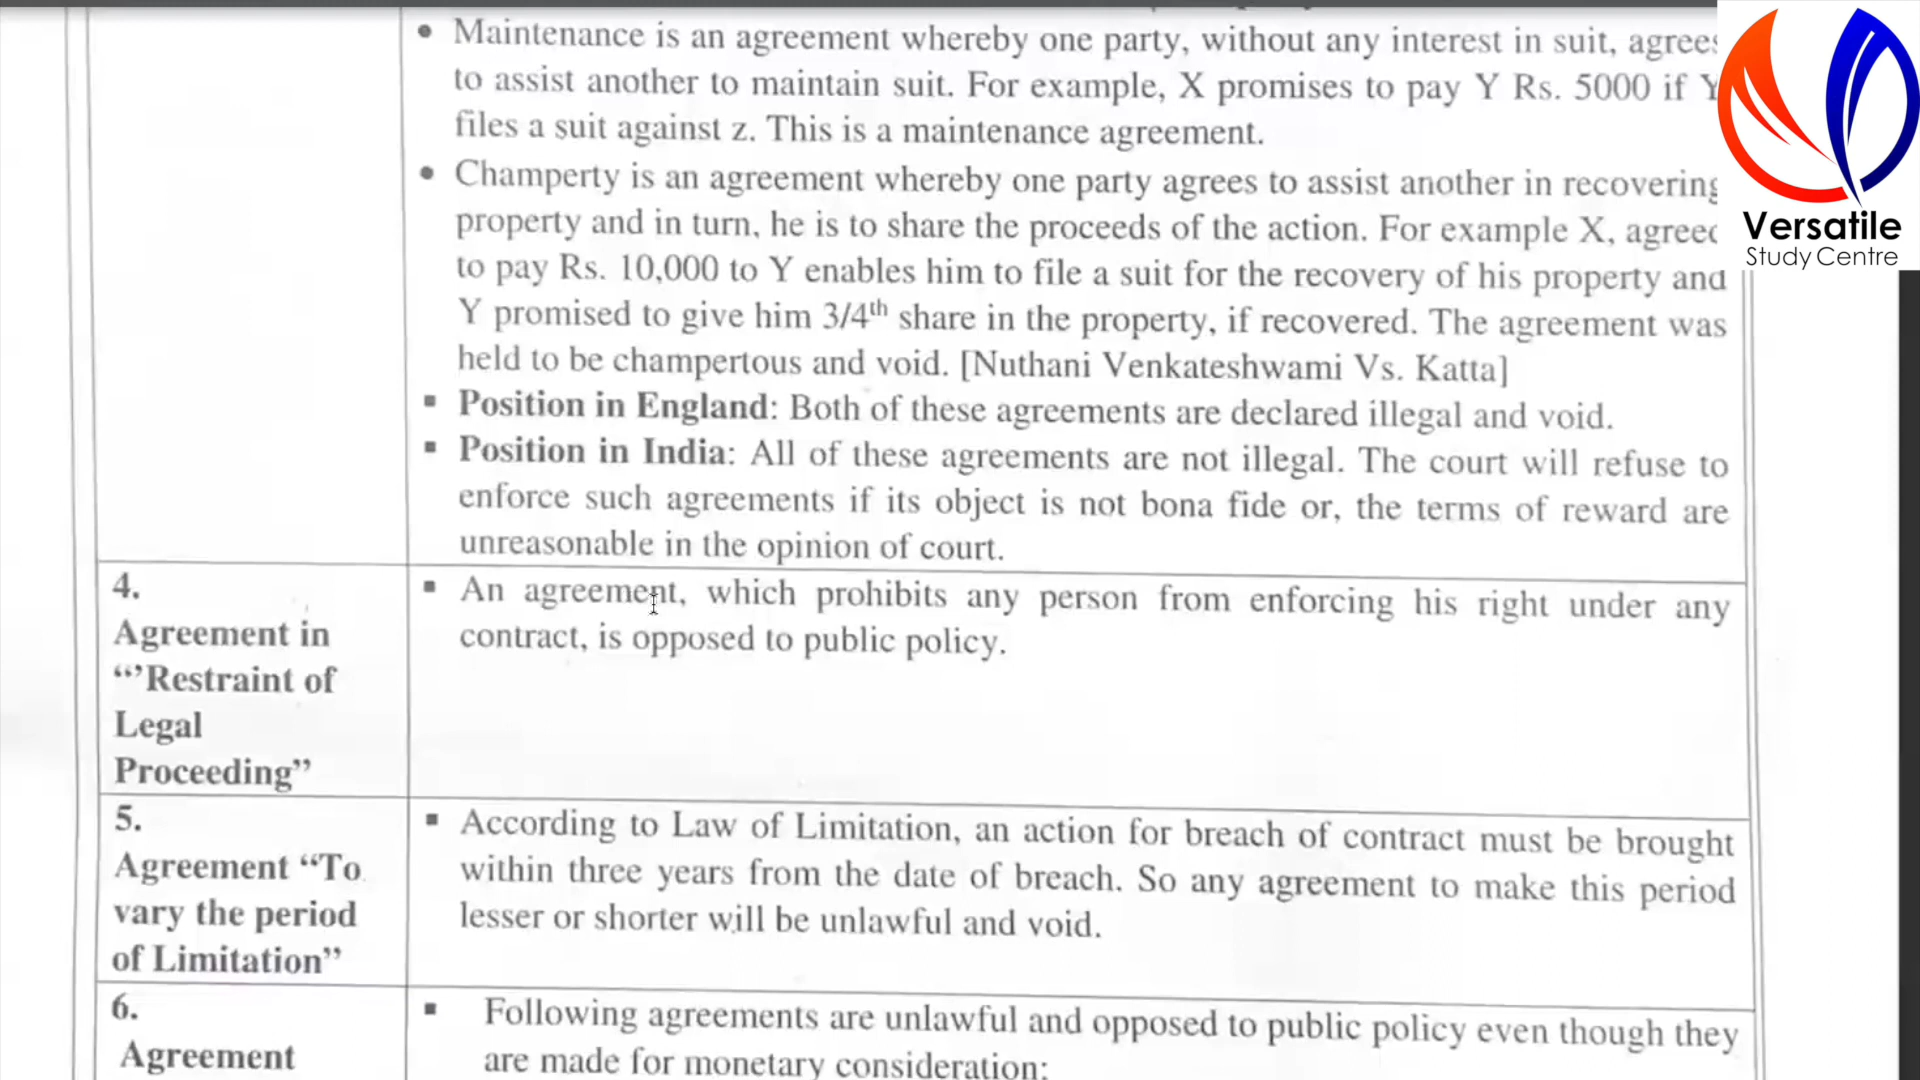 Maintenance is an agreement whereby one party, without any interest in suit, agrees
to assist another to maintain suit. For example, X promises to pay Y Rs. 5000 if Y
files a suit against z. This is a maintenance agreement.
Champerty is an agreement whereby one party agrees to assist another in recovering
property and in turn, he is to share the proceeds of the action. For example X, agreed
to pay Rs. 10,000 to Y enables him to file a suit for the recovery of his property and
Y promised to give him 3/4th share in the property, if recovered. The agreement was
held to be champertous and void. [Nuthani Venkateshwami Vs. Katta]
Position in England: Both of these agreements are declared illegal and void.
Position in India: All of these agreements are not illegal. The court will refuse to
enforce such agreements if its object is not bona fide or, the terms of reward are
unreasonable in the opinion of court.
4.
Agreement in
“’Restraint of
Legal
Proceeding”
An agreement, which prohibits any person from enforcing his right under any
contract, is opposed to public policy.
5.
Agreement “To
vary the period
of Limitation”
According to Law of Limitation, an action for breach of contract must be brought
within three years from the date of breach. So any agreement to make this period
lesser or shorter will be unlawful and void.
6.
Agreement
Following agreements are unlawful and opposed to public policy even though they
are made for monetary consideration:
Versatile
Study Centre